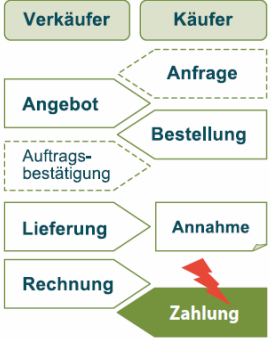 Verkäufer
Käufer
Anfrage
Angebot
Bestellung
Auftrags-
bestätigung
Lieferung
Annahme
Rechnung
Zahlung